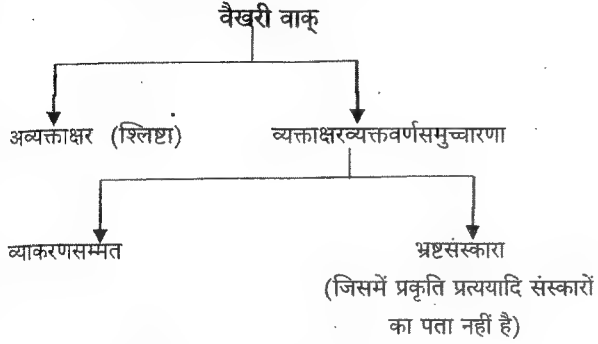 वैखरी वाक्
अव्यक्ताक्षर (श्लिष्टा) व्यक्ताक्षरव्यक्तवर्णसमुच्चारणा
व्याकरणसम्मत भ्रष्टसंस्कारा
(जिसमें प्रकृति प्रत्ययादि संस्कारों
का पता नहीं है)